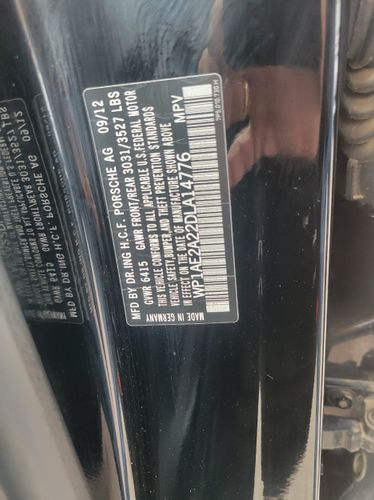 MFD BY DR.ING H.C.F. PORSCHE AG 09/12
GVWR 6415 GAWR FRONT/REAR 3031/3527 LBS
THIS VEHICLE CONFORMS TO ALL APPLICABLE U.S. FEDERAL MOTOR
VEHICLE SAFETY, BUMPER, AND THEFT PREVENTION STANDARDS
IN EFFECT ON THE DATE OF MANUFACTURE SHOWN ABOVE.
WP1AE2A22DLA14776 MPV
MADE IN GERMANY